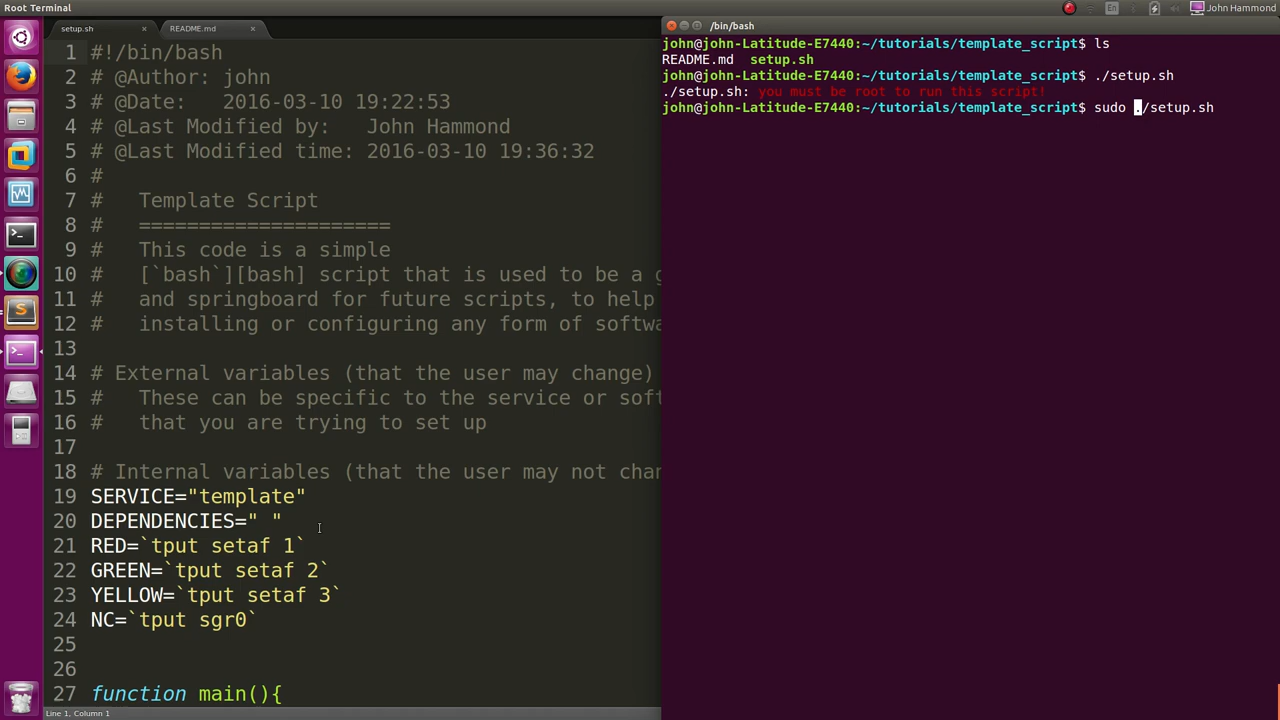 Root Terminal
En
John Hammond
setup.sh
README.md
1 #!/bin/bash
2 # @Author: john
3 # @Date:   2016-03-10 19:22:53
4 # @Last Modified by:   John Hammond
5 # @Last Modified time: 2016-03-10 19:36:32
6 #
7 #   Template Script
8 #   =====================
9 #   This code is a simple
10 #   [`bash`][bash] script that is used to be a g
11 #   and springboard for future scripts, to help
12 #   installing or configuring any form of softwa
13
14 # External variables (that the user may change)
15 #   These can be specific to the service or soft
16 #   that you are trying to set up
17
18 # Internal variables (that the user may not chan
19 SERVICE="template"
20 DEPENDENCIES=" "
21 RED=`tput setaf 1`
22 GREEN=`tput setaf 2`
23 YELLOW=`tput setaf 3`
24 NC=`tput sgr0`
25
26
27 function main(){
Line 1, Column 1
/bin/bash
john@john-Latitude-E7440:~/tutorials/template_script$ ls
README.md  setup.sh
john@john-Latitude-E7440:~/tutorials/template_script$ ./setup.sh
./setup.sh: you must be root to run this script!
john@john-Latitude-E7440:~/tutorials/template_script$ sudo ./setup.sh